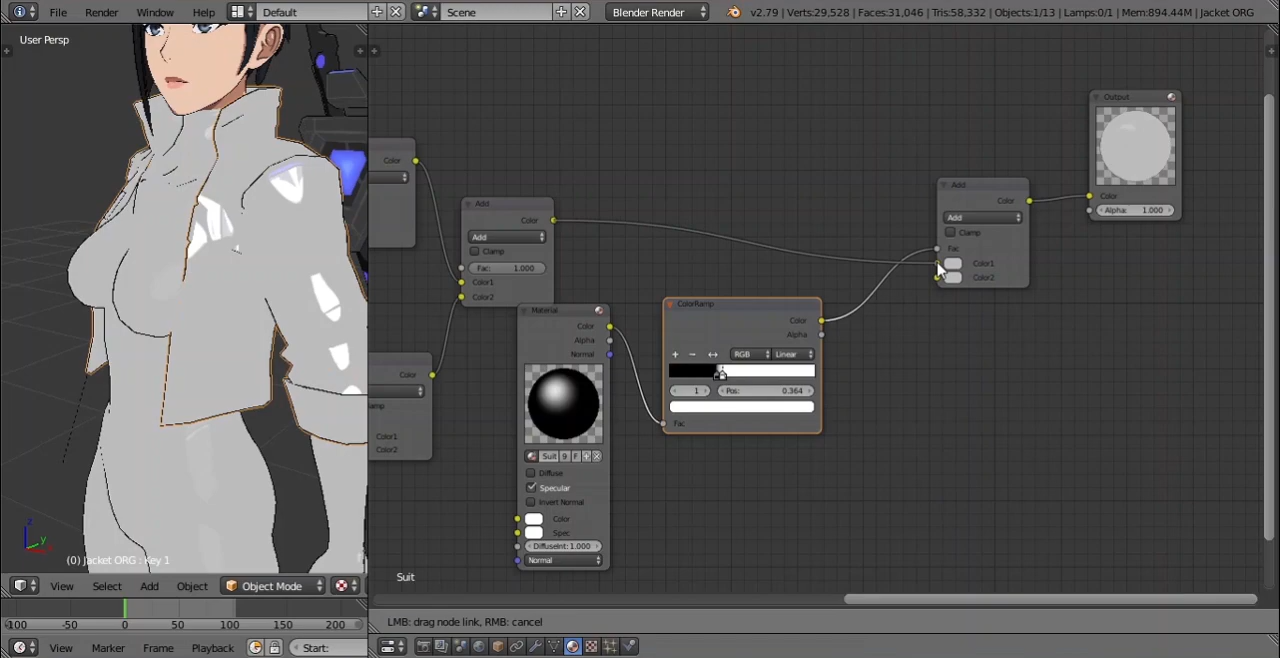 File Render Window Help Default Scene Blender Render v2.79 | Verts:29,528 | Faces:31,046 | Tris:58,332 | Objects:1/13 | Lamps:0/1 | Mem:894.44M | Jacket ORG
User Persp
Output
Color
Alpha: 1.000
Color
Add
Color
Add
Clamp
Fac: 1.000
Color1
Color2
Add
Color
Add
Clamp
Fac
Color1
Color2
Material
Color
Alpha
Normal
Suit 9 F
Diffuse
Specular
Invert Normal
Color
Spec
DiffuseInt: 1.000
Normal
ColorRamp
Color
Alpha
RGB Linear
1 Pos: 0.364
Fac
Color
Color1
Color2
z
y
(0) Jacket ORG : Key 1
Suit
View Select Add Object Object Mode
-100 -50 0 50 100 150 200
LMB: drag node link, RMB: cancel
View Marker Frame Playback Start: